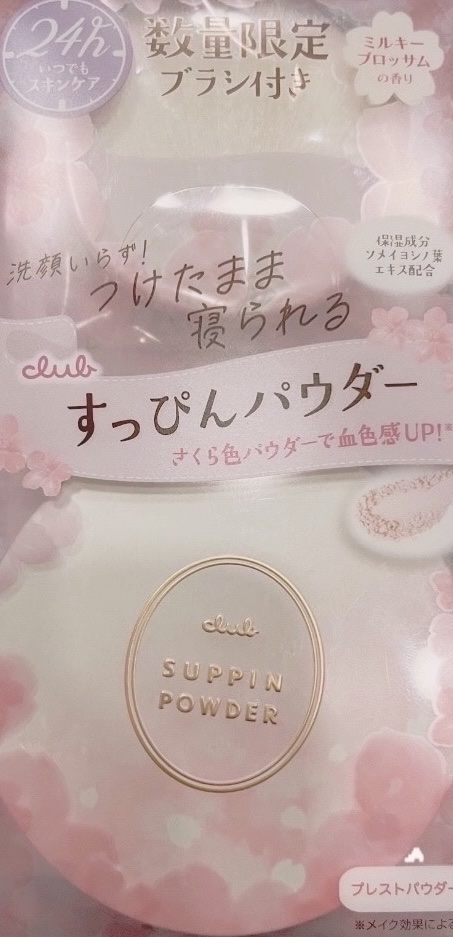 24h
いつでも
スキンケア
数量限定
ブラシ付き
ミルキー
ブロッサム
の香り
保湿成分
ソメイヨシノ葉
エキス配合
洗顔いらず!
つけたまま
寝られる
club
すっぴんパウダー
さくら色パウダーで血色感UP!※
club
SUPPIN
POWDER
プレストパウダー
※メイク効果によ